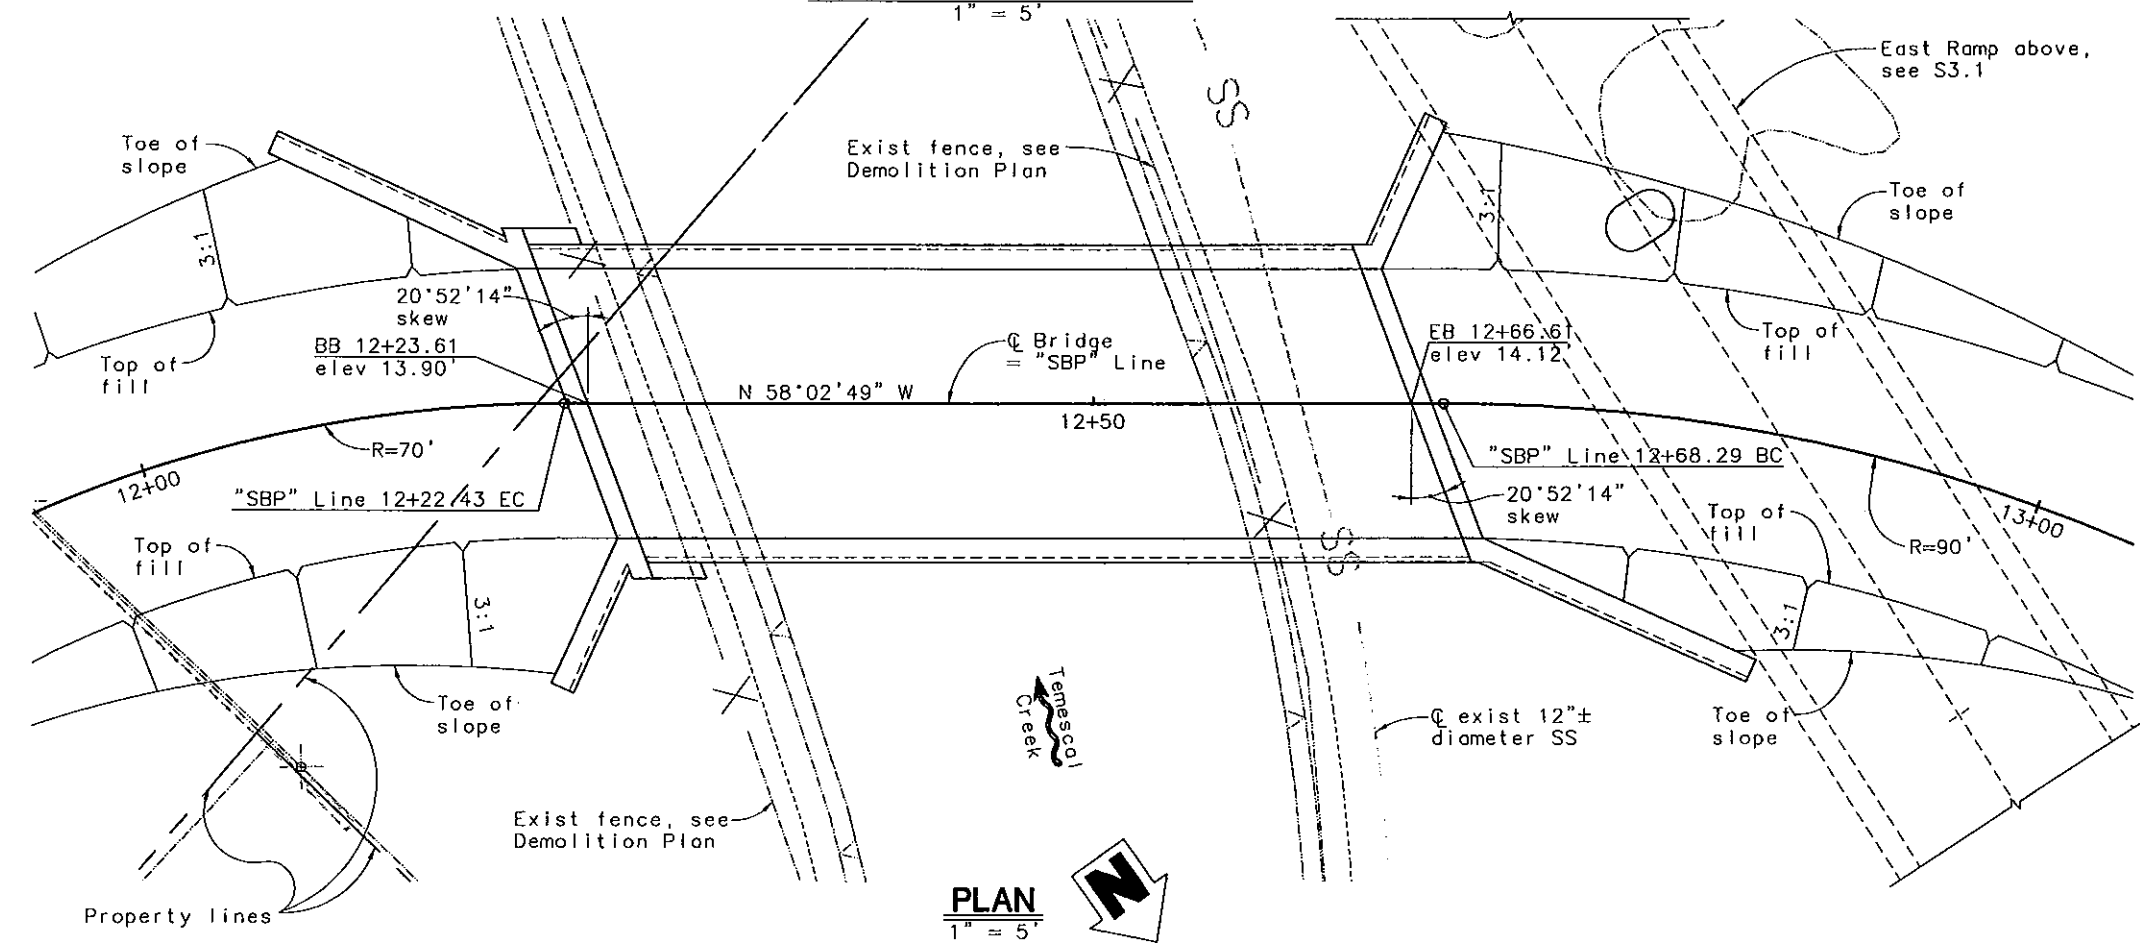 1" = 5'
East Ramp above,
see S3.1
SS
Toe of
slope
Exist fence, see
Demolition Plan
Toe of
slope
3:1
3:1
20°52'14"
skew
BB 12+23.61
elev 13.90'
Top of
fill
℄ Bridge
= "SBP" Line
EB 12+66.61
elev 14.12'
Top of
fill
N 58°02'49" W
12+50
R=70'
12+00
"SBP" Line 12+22.43 EC
"SBP" Line 12+68.29 BC
20°52'14"
skew
Top of
fill
13+00
R=90'
Top of
fill
SS
3:1
3:1
Toe of
slope
Temescal
Creek
℄ exist 12"±
diameter SS
Toe of
slope
Exist fence, see
Demolition Plan
Property lines
PLAN
1" = 5'
N